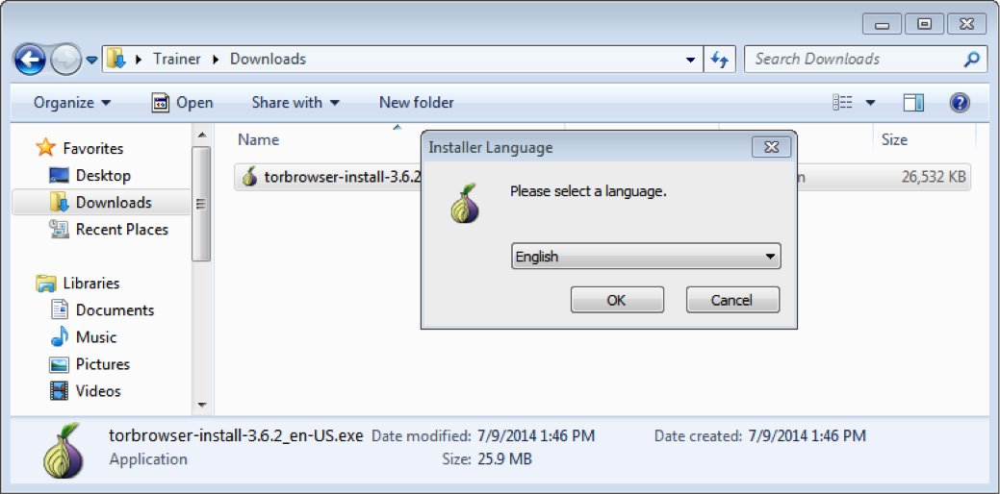 Trainer Downloads
Search Downloads
Organize Open Share with New folder
Favorites
Desktop
Downloads
Recent Places
Libraries
Documents
Music
Pictures
Videos
Name Size
torbrowser-install-3.6.2 26,532 KB
Installer Language
Please select a language.
English
OK Cancel
torbrowser-install-3.6.2_en-US.exe Date modified: 7/9/2014 1:46 PM Date created: 7/9/2014 1:46 PM
Application Size: 25.9 MB